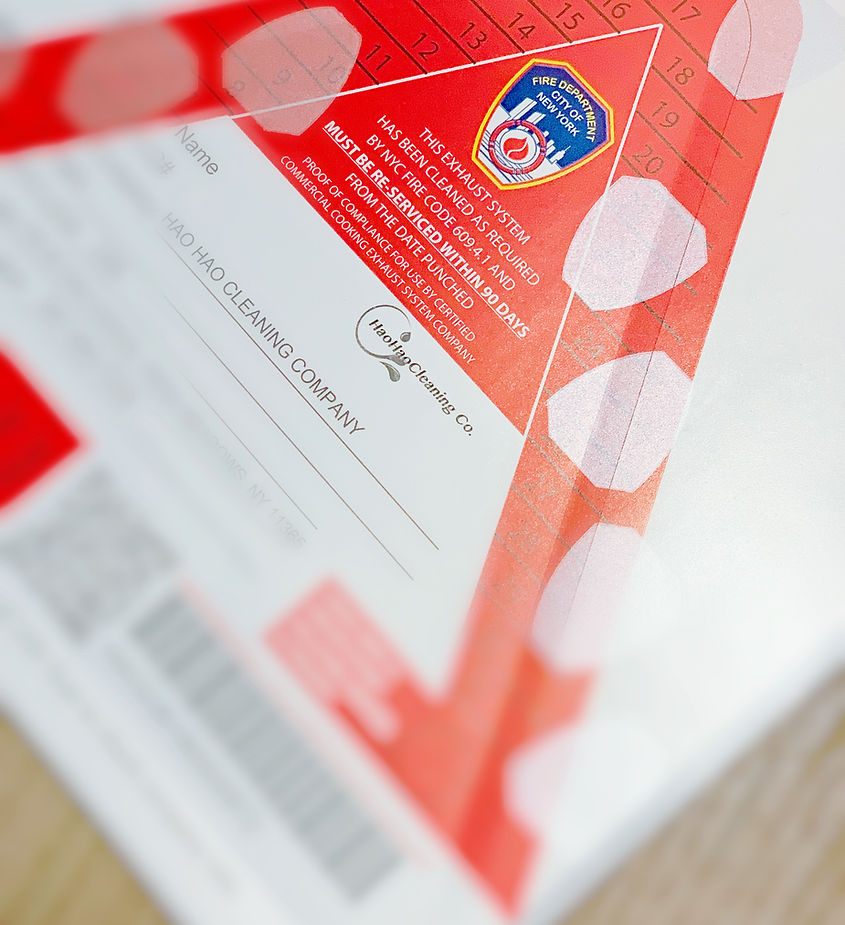 8
9
10
11
12
13
14
15
16
17
18
19
20
24
FIRE DEPARTMENT
CITY OF
NEW YORK
THIS EXHAUST SYSTEM
HAS BEEN CLEANED AS REQUIRED
BY NYC FIRE CODE 609.4.1 AND
MUST BE RE-SERVICED WITHIN 90 DAYS
FROM THE DATE PUNCHED
PROOF OF COMPLIANCE FOR USE BY CERTIFIED
COMMERCIAL COOKING EXHAUST SYSTEM COMPANY
HaoHaoCleaning Co.
Name
HAO HAO CLEANING COMPANY
NY 11365